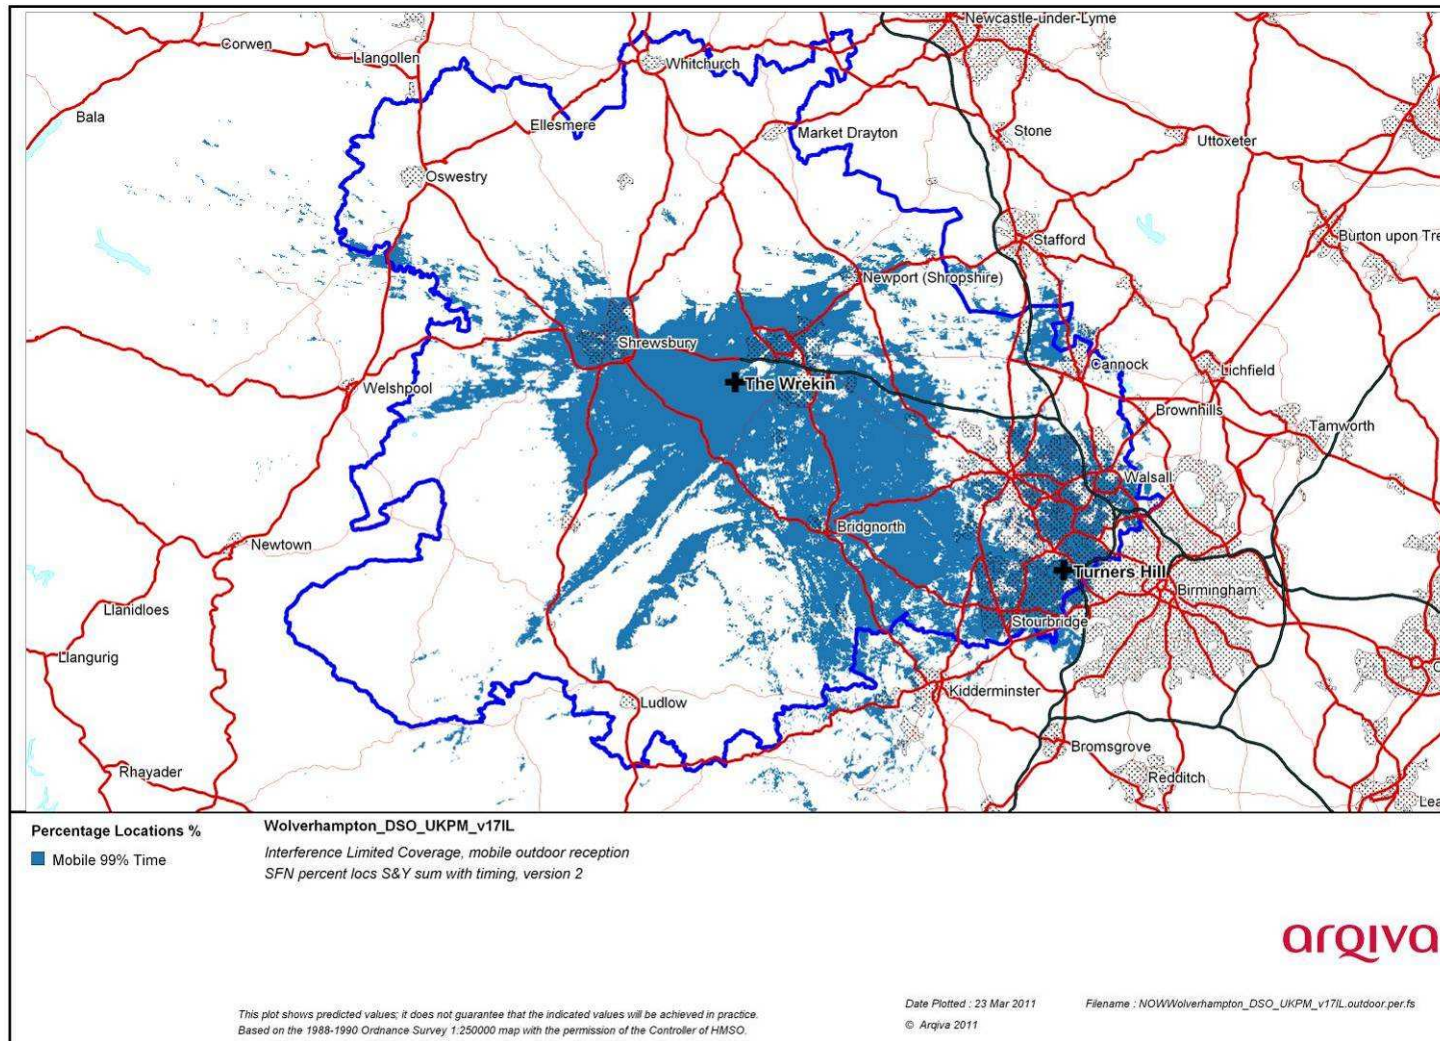 Newcastle-under-Lyme
Corwen
Llangollen
Whitchurch
Bala
Ellesmere
Market Drayton
Stone
Uttoxeter
Oswestry
Stafford
Burton upon Tre
Newport (Shropshire)
Shrewsbury
Cannock
Lichfield
Welshpool
The Wrekin
Brownhills
Tamworth
Walsall
Bridgnorth
Newtown
Turners Hill
Birmingham
Llanidloes
Stourbridge
Llangurig
Kidderminster
Ludlow
Bromsgrove
Rhayader
Redditch
Lea
Percentage Locations %
Mobile 99% Time
Wolverhampton_DSO_UKPM_v17IL
Interference Limited Coverage, mobile outdoor reception
SFN percent locs S&Y sum with timing, version 2
arqiva
This plot shows predicted values; it does not guarantee that the indicated values will be achieved in practice.
Based on the 1988-1990 Ordnance Survey 1:250000 map with the permission of the Controller of HMSO.
Date Plotted : 23 Mar 2011
© Arqiva 2011
Filename : NOWWolverhampton_DSO_UKPM_v17IL.outdoor.per.fs